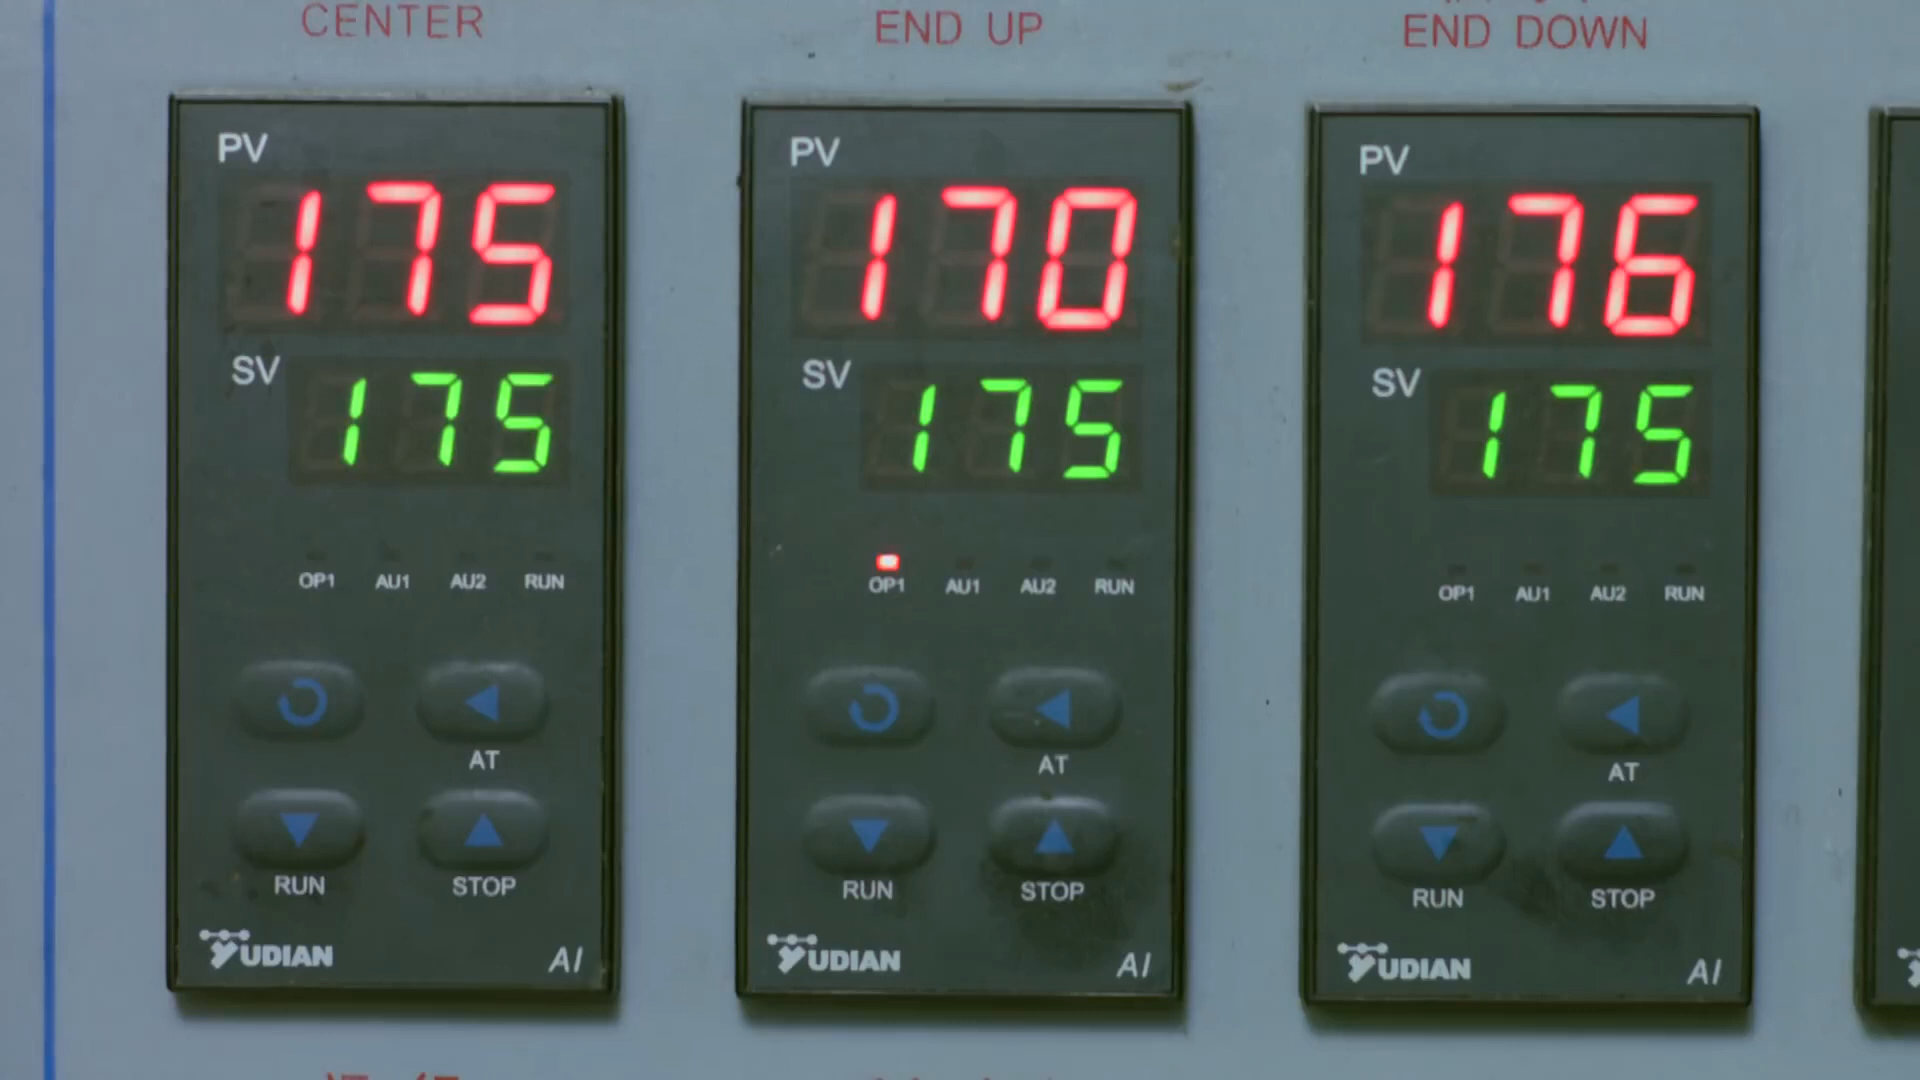 CENTER
END UP
END DOWN
PV
175
SV
175
OP1 AU1 AU2 RUN
AT
RUN STOP
YUDIAN AI
PV
170
SV
175
OP1 AU1 AU2 RUN
AT
RUN STOP
YUDIAN AI
PV
176
SV
175
OP1 AU1 AU2 RUN
AT
RUN STOP
YUDIAN AI